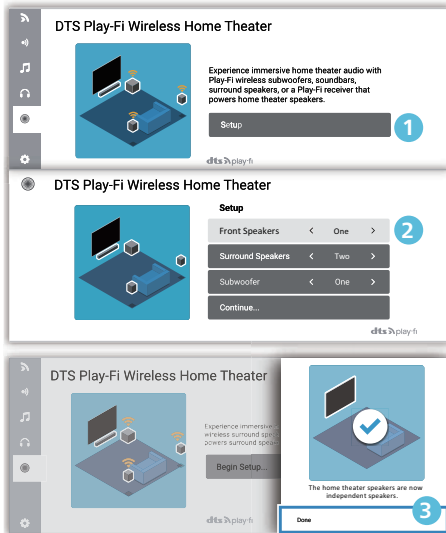 DTS Play-Fi Wireless Home Theater
Experience immersive home theater audio with
Play-Fi wireless subwoofers, soundbars,
surround speakers, or a Play-Fi receiver that
powers home theater speakers.
Setup
1
dts play-fi
DTS Play-Fi Wireless Home Theater
Setup
Front Speakers < One >
2
Surround Speakers < Two >
Subwoofer < One >
Continue...
dts play-fi
DTS Play-Fi Wireless Home Theater
Experience immersive
wireless surround
powers surround
Begin Setup...
dts play-fi
The home theater speakers are now
independent speakers.
Done
3